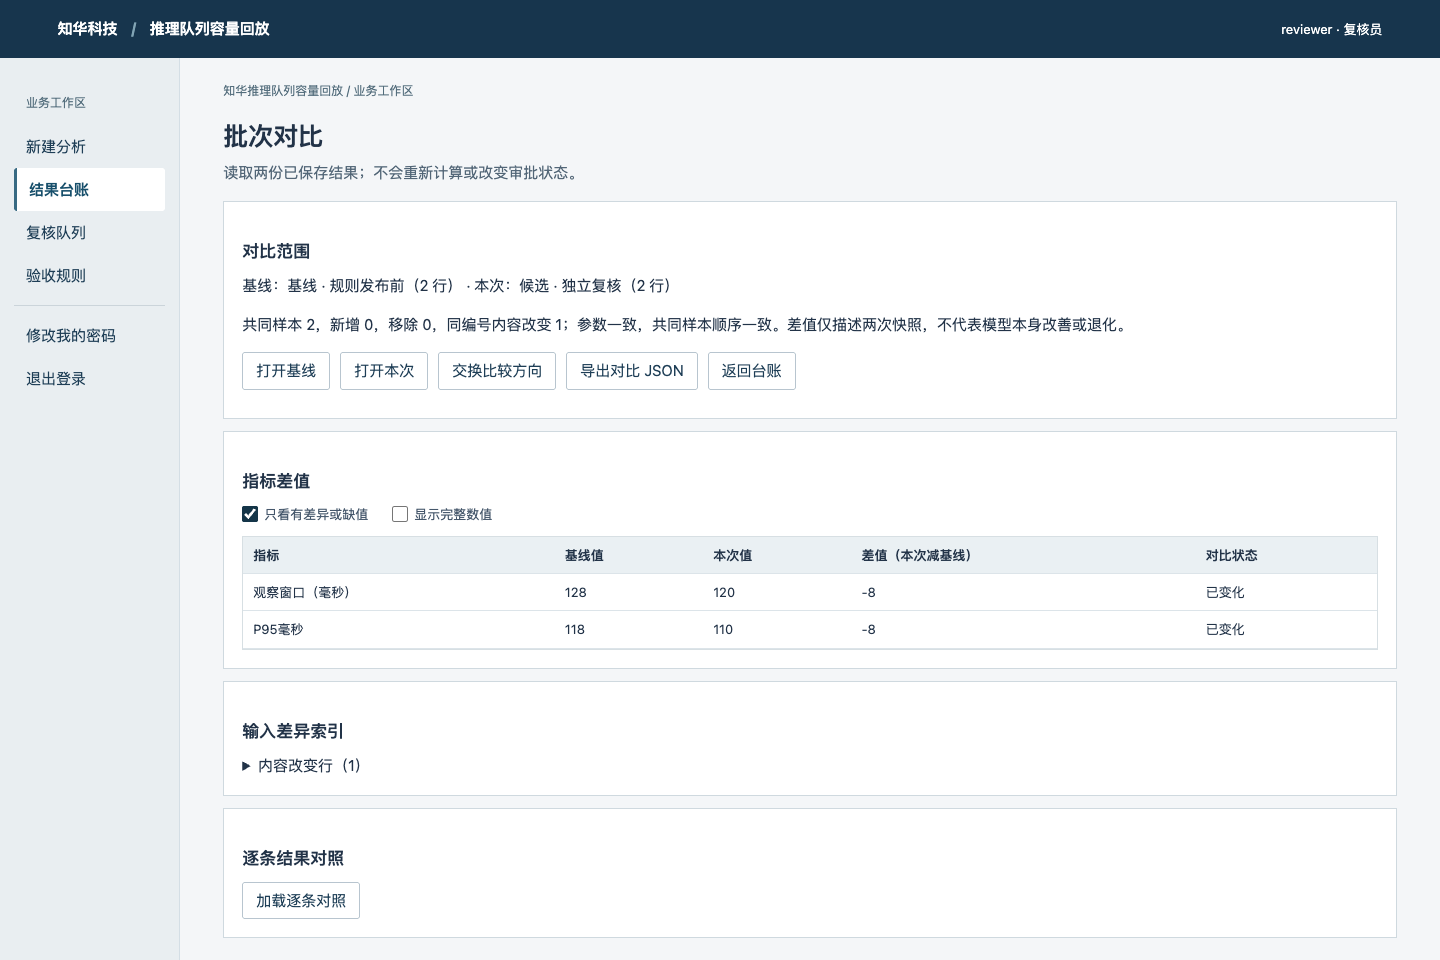 知华科技 / 推理队列容量回放
reviewer · 复核员
业务工作区
新建分析
结果台账
复核队列
验收规则
修改我的密码
退出登录
知华推理队列容量回放 / 业务工作区
批次对比
读取两份已保存结果；不会重新计算或改变审批状态。
对比范围
基线：基线 · 规则发布前（2 行） · 本次：候选 · 独立复核（2 行）
共同样本 2，新增 0，移除 0，同编号内容改变 1；参数一致，共同样本顺序一致。差值仅描述两次快照，不代表模型本身改善或退化。
打开基线 打开本次 交换比较方向 导出对比 JSON 返回台账
指标差值
只看有差异或缺值 显示完整数值
指标 基线值 本次值 差值（本次减基线） 对比状态
观察窗口（毫秒） 128 120 -8 已变化
P95毫秒 118 110 -8 已变化
输入差异索引
▶ 内容改变行（1）
逐条结果对照
加载逐条对照